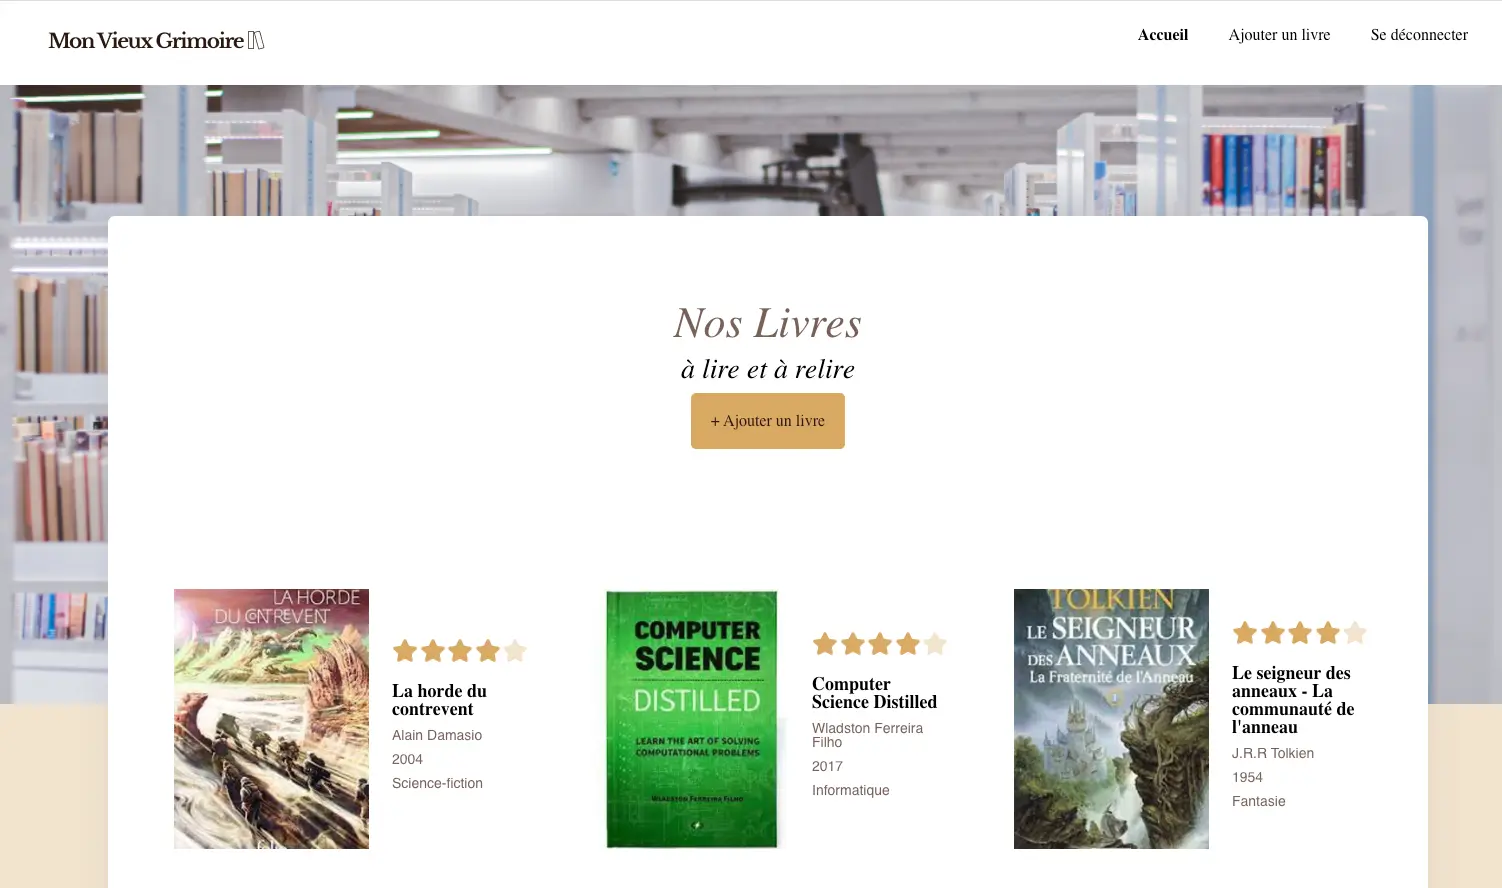 Mon Vieux Grimoire
Accueil
Ajouter un livre
Se déconnecter
Nos Livres
à lire et à relire
+ Ajouter un livre
LA HORDE
DU CONTREVENT
La horde du
contrevent
Alain Damasio
2004
Science-fiction
COMPUTER
SCIENCE
DISTILLED
LEARN THE ART OF SOLVING
COMPUTATIONAL PROBLEMS
WLADSTON FERREIRA FILHO
Computer
Science Distilled
Wladston Ferreira
Filho
2017
Informatique
TOLKIEN
LE SEIGNEUR
DES ANNEAUX
La Fraternité de l'Anneau
Le seigneur des
anneaux - La
communauté de
l'anneau
J.R.R Tolkien
1954
Fantasie